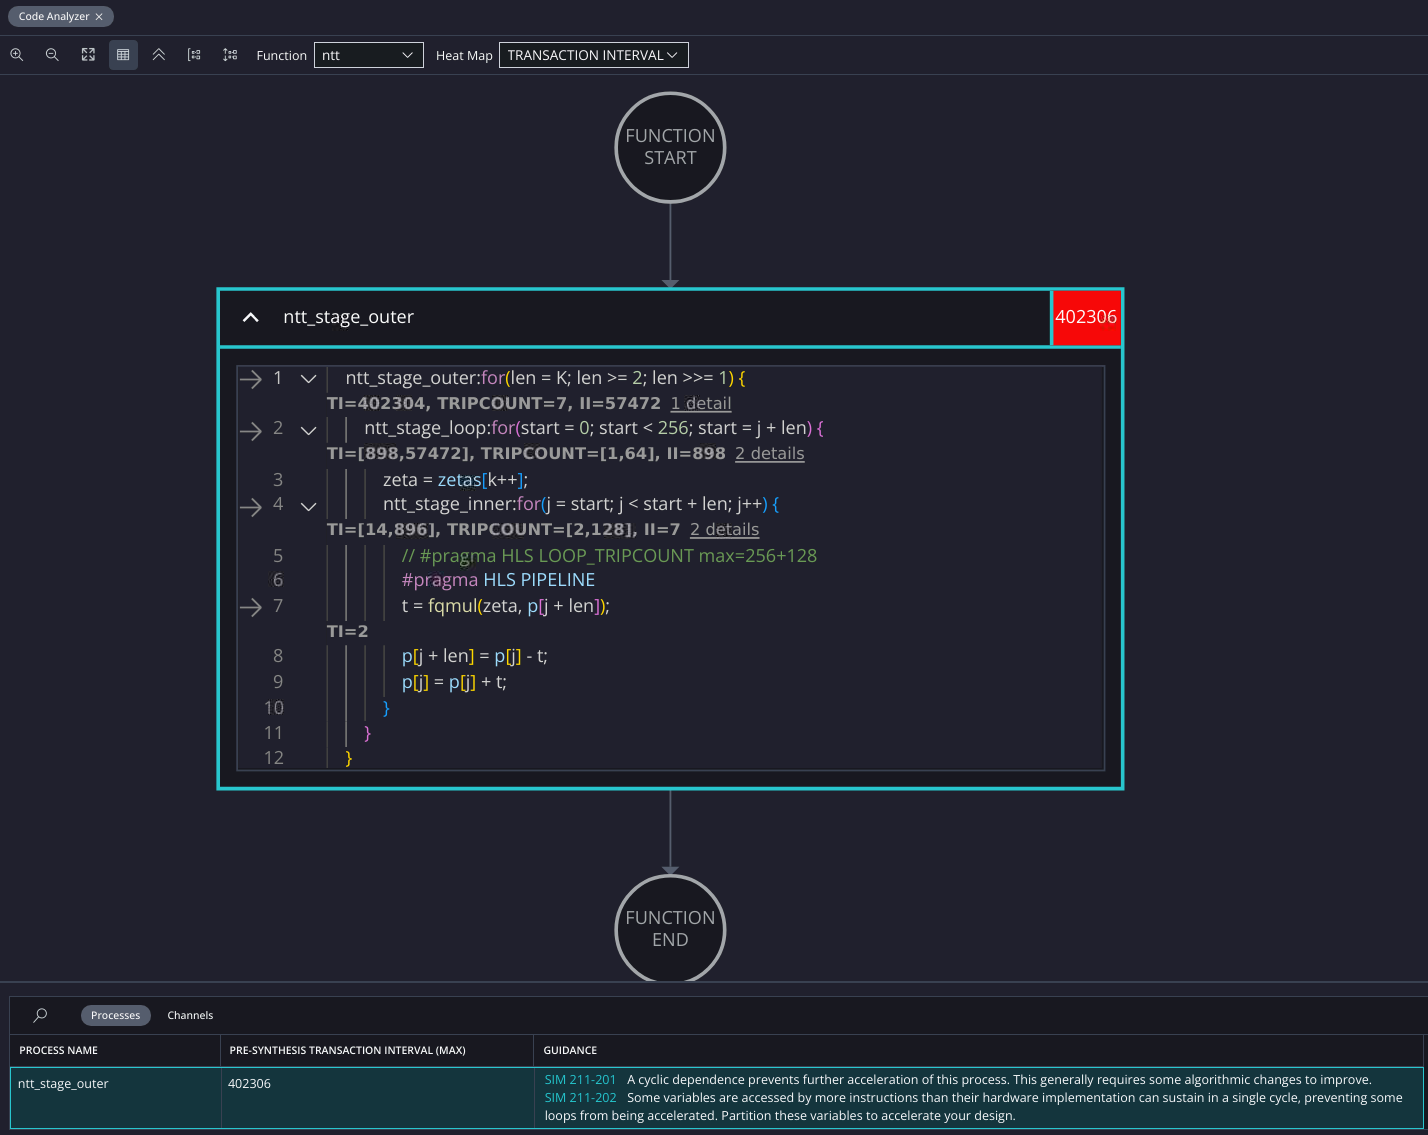 Code Analyzer ×
Function ntt Heat Map TRANSACTION INTERVAL
FUNCTION
START
ntt_stage_outer 402306
1 ntt_stage_outer:for(len = K; len >= 2; len >>= 1) {
TI=402304, TRIPCOUNT=7, II=57472 1 detail
2 ntt_stage_loop:for(start = 0; start < 256; start = j + len) {
TI=[898,57472], TRIPCOUNT=[1,64], II=898 2 details
3 zeta = zetas[k++];
4 ntt_stage_inner:for(j = start; j < start + len; j++) {
TI=[14,896], TRIPCOUNT=[2,128], II=7 2 details
5 // #pragma HLS LOOP_TRIPCOUNT max=256+128
6 #pragma HLS PIPELINE
7 t = fqmul(zeta, p[j + len]);
TI=2
8 p[j + len] = p[j] - t;
9 p[j] = p[j] + t;
10 }
11 }
12 }
FUNCTION
END
Processes Channels
PROCESS NAME PRE-SYNTHESIS TRANSACTION INTERVAL (MAX) GUIDANCE
ntt_stage_outer 402306 SIM 211-201 A cyclic dependence prevents further acceleration of this process. This generally requires some algorithmic changes to improve.
SIM 211-202 Some variables are accessed by more instructions than their hardware implementation can sustain in a single cycle, preventing some
loops from being accelerated. Partition these variables to accelerate your design.